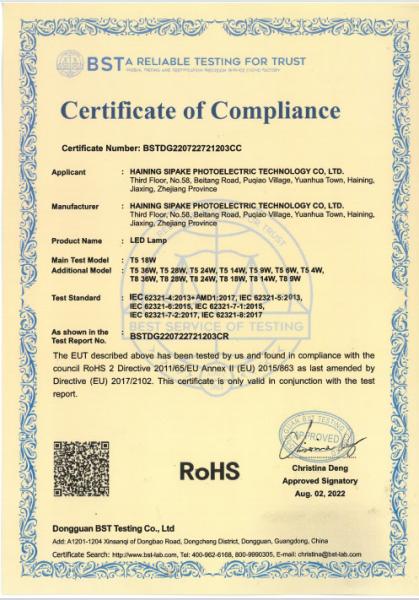 BST A RELIABLE TESTING FOR TRUST
Certificate of Compliance
Certificate Number: BSTDG220722721203CC
Applicant : HAINING SIPAKE PHOTOELECTRIC TECHNOLOGY CO, LTD.
Third Floor, No.58, Beitang Road, Puqiao Village, Yuanhua Town, Haining,
Jiaxing, Zhejiang Province
Manufacturer : HAINING SIPAKE PHOTOELECTRIC TECHNOLOGY CO, LTD.
Third Floor, No.58, Beitang Road, Puqiao Village, Yuanhua Town, Haining,
Jiaxing, Zhejiang Province
Product Name : LED Lamp
Main Test Model : T5 18W
Additional Model : T5 36W, T5 28W, T5 24W, T5 14W, T5 9W, T5 6W, T5 4W,
T8 36W, T8 28W, T8 24W, T8 18W, T8 14W, T8 9W
Test Standard : IEC 62321-4:2013+AMD1:2017, IEC 62321-5:2013,
IEC 62321-6:2015, IEC 62321-7-1:2015,
IEC 62321-7-2:2017, IEC 62321-8:2017
BEST SERVICE OF TESTING
As shown in the
Test Report No. : BSTDG220722721203CR
The EUT described above has been tested by us and found in compliance with the
council RoHS 2 Directive 2011/65/EU Annex II (EU) 2015/863 as last amended by
Directive (EU) 2017/2102. This certificate is only valid in conjunction with the test
report.
APPROVED
RoHS
Christina Deng
Approved Signatory
Aug. 02, 2022
Dongguan BST Testing Co., Ltd
Add: A1201-1204 Xinsanqi of Dongbao Road, Dongcheng District, Dongguan, Guangdong, China
Certificate Search: http://www.bst-lab.com, Tel: 400-962-6168, 800-9990305, E-mail: christina@bst-lab.com